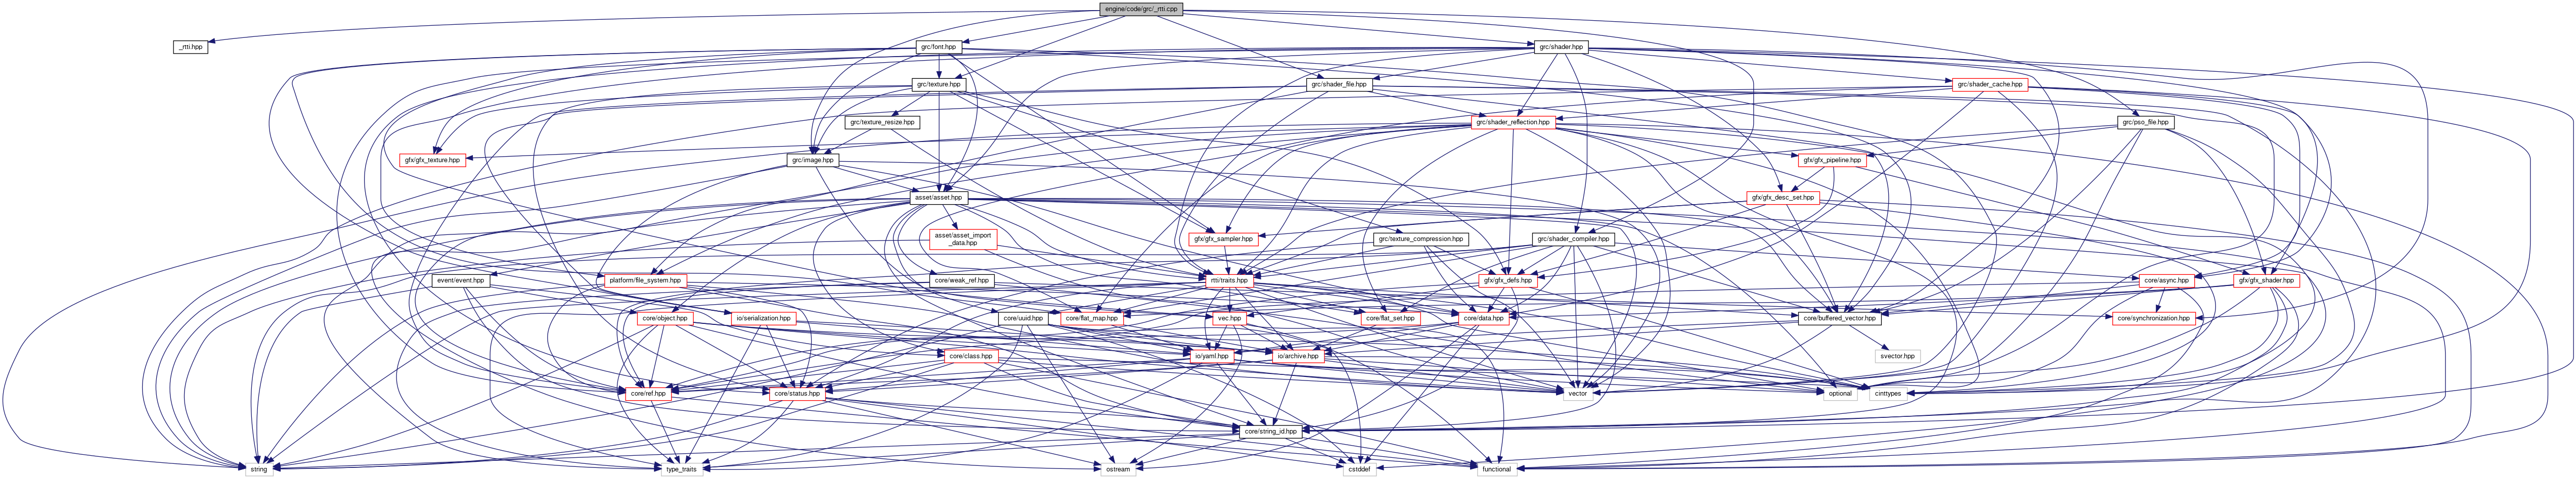 engine/code/grc/_rtti.cpp
_rtti.hpp
grc/font.hpp
grc/shader.hpp
grc/texture.hpp
grc/shader_file.hpp
grc/shader_cache.hpp
grc/texture_resize.hpp
grc/shader_reflection.hpp
grc/pso_file.hpp
gfx/gfx_texture.hpp
grc/image.hpp
gfx/gfx_pipeline.hpp
asset/asset.hpp
gfx/gfx_desc_set.hpp
asset/asset_import
_data.hpp
gfx/gfx_sampler.hpp
grc/texture_compression.hpp
grc/shader_compiler.hpp
event/event.hpp
platform/file_system.hpp
core/weak_ref.hpp
rtti/traits.hpp
gfx/gfx_defs.hpp
core/async.hpp
gfx/gfx_shader.hpp
core/object.hpp
io/serialization.hpp
core/uuid.hpp
core/flat_map.hpp
vec.hpp
core/flat_set.hpp
core/data.hpp
core/buffered_vector.hpp
core/synchronization.hpp
core/class.hpp
io/yaml.hpp
io/archive.hpp
svector.hpp
core/ref.hpp
core/status.hpp
vector
optional
cinttypes
core/string_id.hpp
string
type_traits
ostream
cstddef
functional